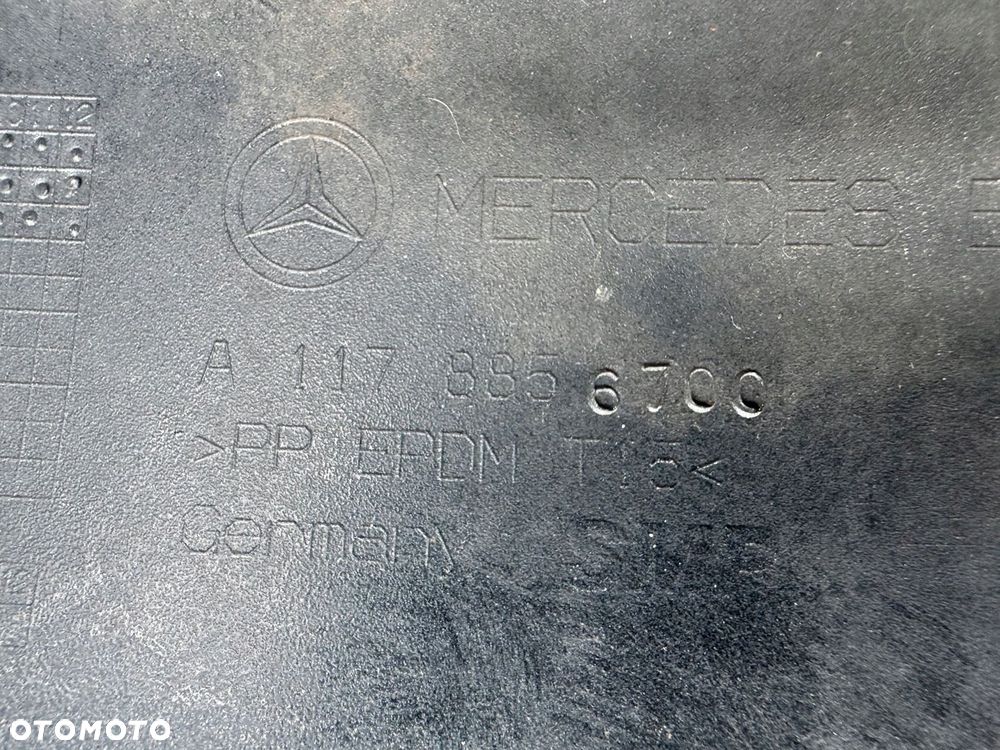 MERCEDES
A 117 885 6700
>PP EPDM T15<
Germany
OTOMOTO